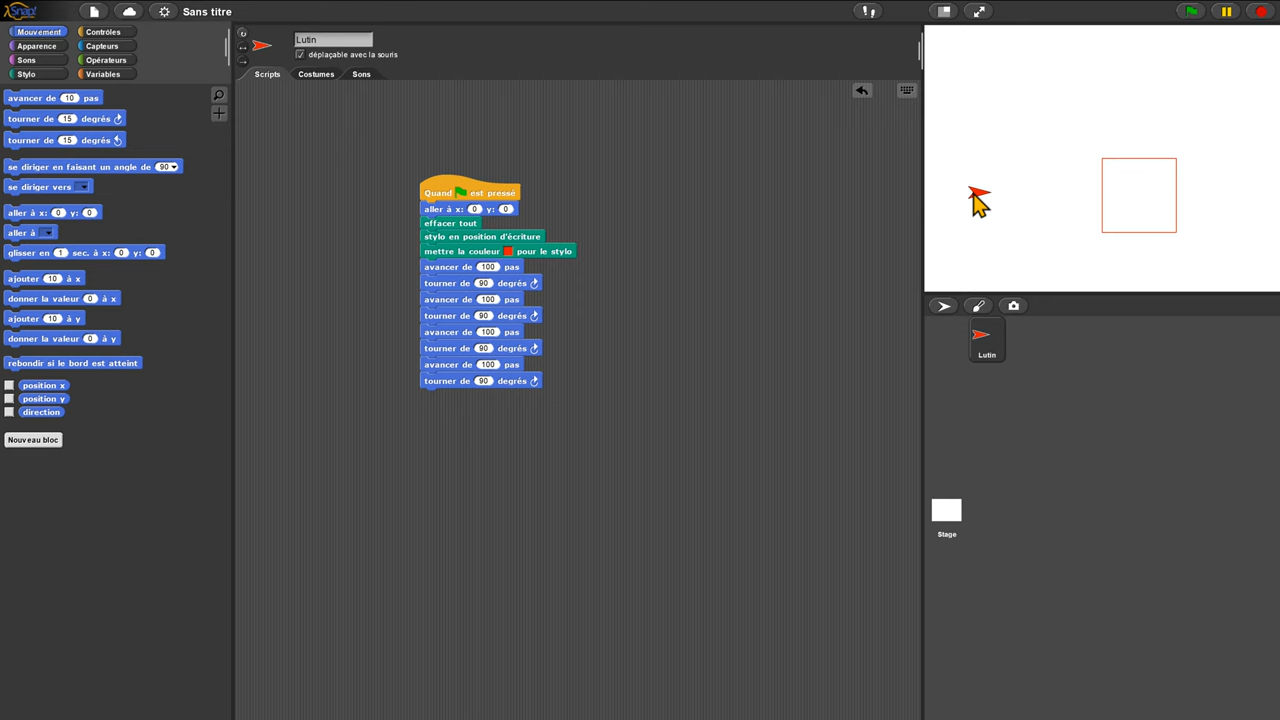 Snap!
Sans titre
Mouvement
Contrôles
Apparence
Capteurs
Sons
Opérateurs
Stylo
Variables
avancer de 10 pas
tourner de 15 degrés
tourner de 15 degrés
se diriger en faisant un angle de 90
se diriger vers
aller à x: 0 y: 0
aller à
glisser en 1 sec. à x: 0 y: 0
ajouter 10 à x
donner la valeur 0 à x
ajouter 10 à y
donner la valeur 0 à y
rebondir si le bord est atteint
position x
position y
direction
Nouveau bloc
Lutin
déplaçable avec la souris
Scripts
Costumes
Sons
Quand est pressé
aller à x: 0 y: 0
effacer tout
stylo en position d'écriture
mettre la couleur pour le stylo
avancer de 100 pas
tourner de 90 degrés
avancer de 100 pas
tourner de 90 degrés
avancer de 100 pas
tourner de 90 degrés
avancer de 100 pas
tourner de 90 degrés
Lutin
Stage